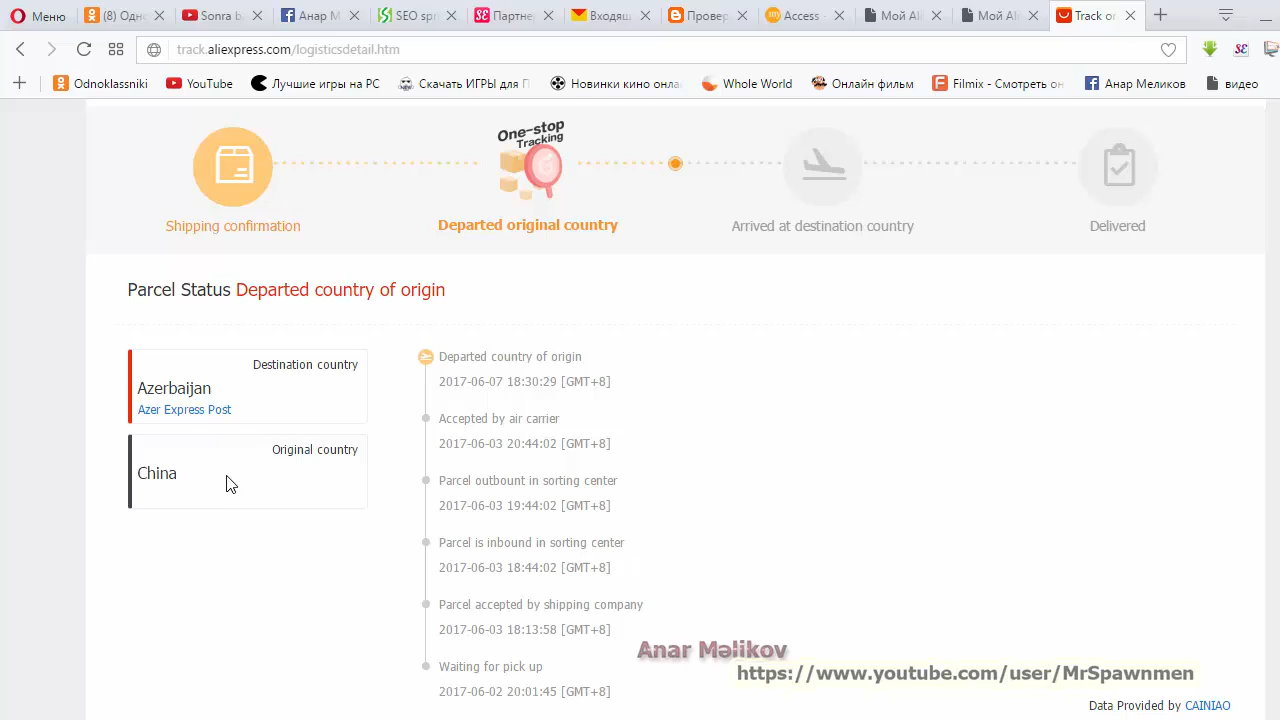 Меню
(8) Одно
Sonra b
Анар М
SEO spr
Партне
Входящ
Провер
Access
Мой Ali
Мой Ali
Track or
track.aliexpress.com/logisticsdetail.htm
Odnoklassniki
YouTube
Лучшие игры на PC
Скачать ИГРЫ для П
Новинки кино онла
Whole World
Онлайн фильм
Filmix - Смотреть он
Анар Меликов
видео
One-stop
Tracking
Shipping confirmation
Departed original country
Arrived at destination country
Delivered
Parcel Status Departed country of origin
Destination country
Azerbaijan
Azer Express Post
Original country
China
Departed country of origin
2017-06-07 18:30:29 [GMT+8]
Accepted by air carrier
2017-06-03 20:44:02 [GMT+8]
Parcel outbound in sorting center
2017-06-03 19:44:02 [GMT+8]
Parcel is inbound in sorting center
2017-06-03 18:44:02 [GMT+8]
Parcel accepted by shipping company
2017-06-03 18:13:58 [GMT+8]
Waiting for pick up
2017-06-02 20:01:45 [GMT+8]
Anar Məlikov
https://www.youtube.com/user/MrSpawnmen
Data Provided by CAINIAO